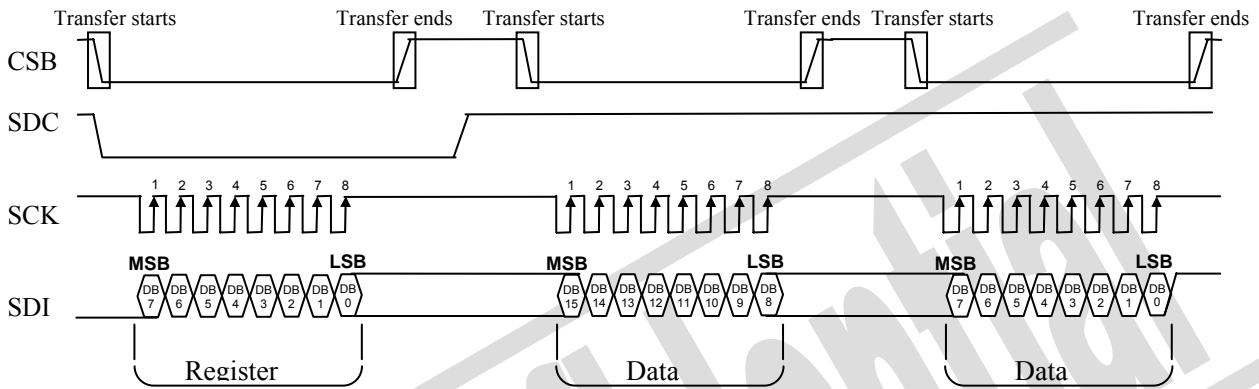 Transfer starts Transfer ends Transfer starts Transfer ends Transfer starts Transfer ends
CSB
SDC
1 2 3 4 5 6 7 8 1 2 3 4 5 6 7 8 1 2 3 4 5 6 7 8
SCK
MSB LSB MSB LSB MSB LSB
SDI DB 7 DB 6 DB 5 DB 4 DB 3 DB 2 DB 1 DB 0 DB 15 DB 14 DB 13 DB 12 DB 11 DB 10 DB 9 DB 8 DB 7 DB 6 DB 5 DB 4 DB 3 DB 2 DB 1 DB 0
Register Data Data